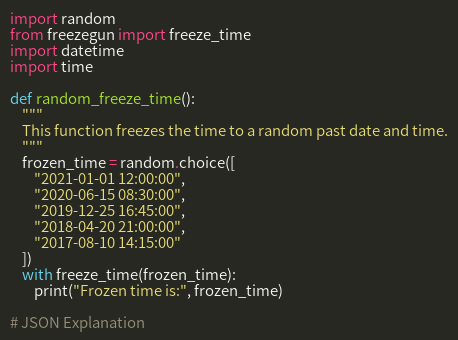 import random
from freezegun import freeze_time
import datetime
import time
def random_freeze_time():
"""
This function freezes the time to a random past date and time.
"""
frozen_time = random.choice([
"2021-01-01 12:00:00",
"2020-06-15 08:30:00",
"2019-12-25 16:45:00",
"2018-04-20 21:00:00",
"2017-08-10 14:15:00"
])
with freeze_time(frozen_time):
print("Frozen time is:", frozen_time)
# JSON Explanation